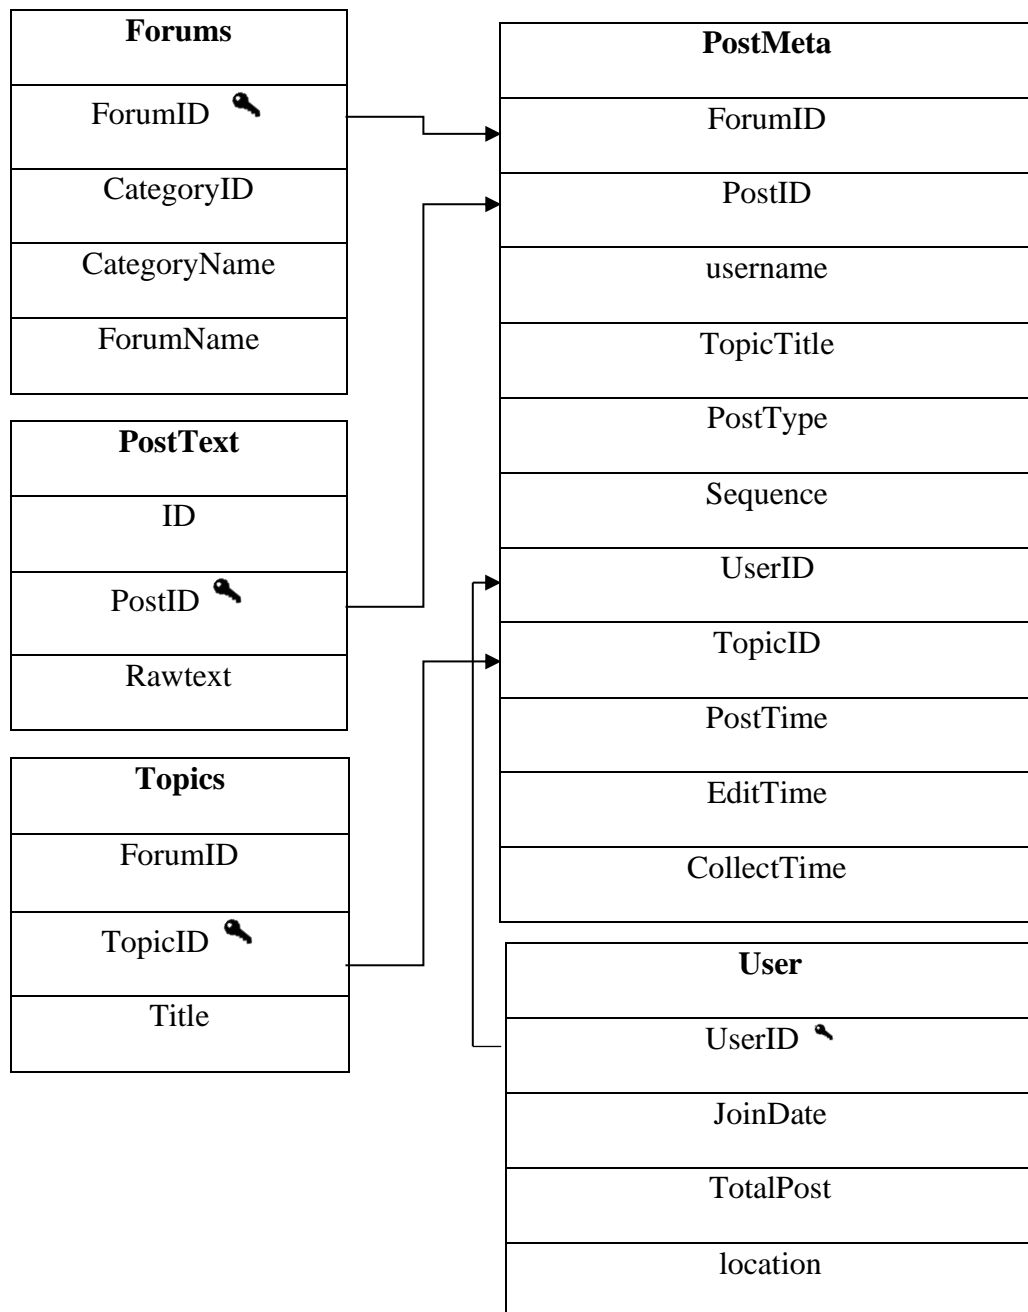 Forums
ForumID
CategoryID
CategoryName
ForumName
PostText
ID
PostID
Rawtext
Topics
ForumID
TopicID
Title
PostMeta
ForumID
PostID
username
TopicTitle
PostType
Sequence
UserID
TopicID
PostTime
EditTime
CollectTime
User
UserID
JoinDate
TotalPost
location